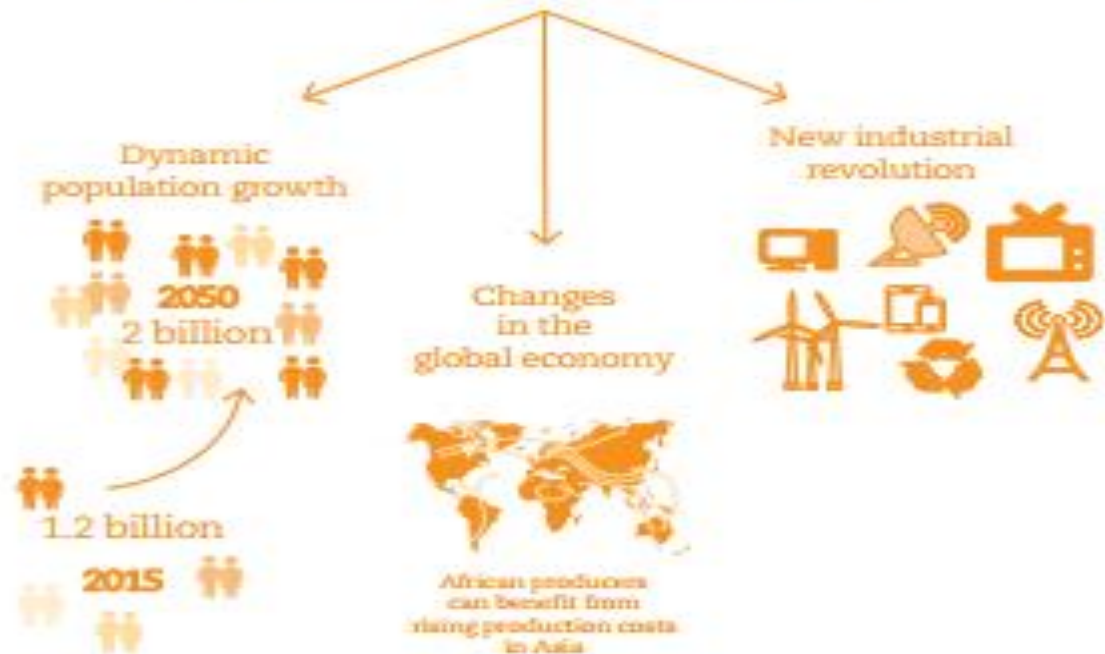 Dynamic
population growth
2050
2 billion
1.2 billion
2015
Changes
in the
global economy
African producers
can benefit from
rising production costs
in Asia
New industrial
revolution